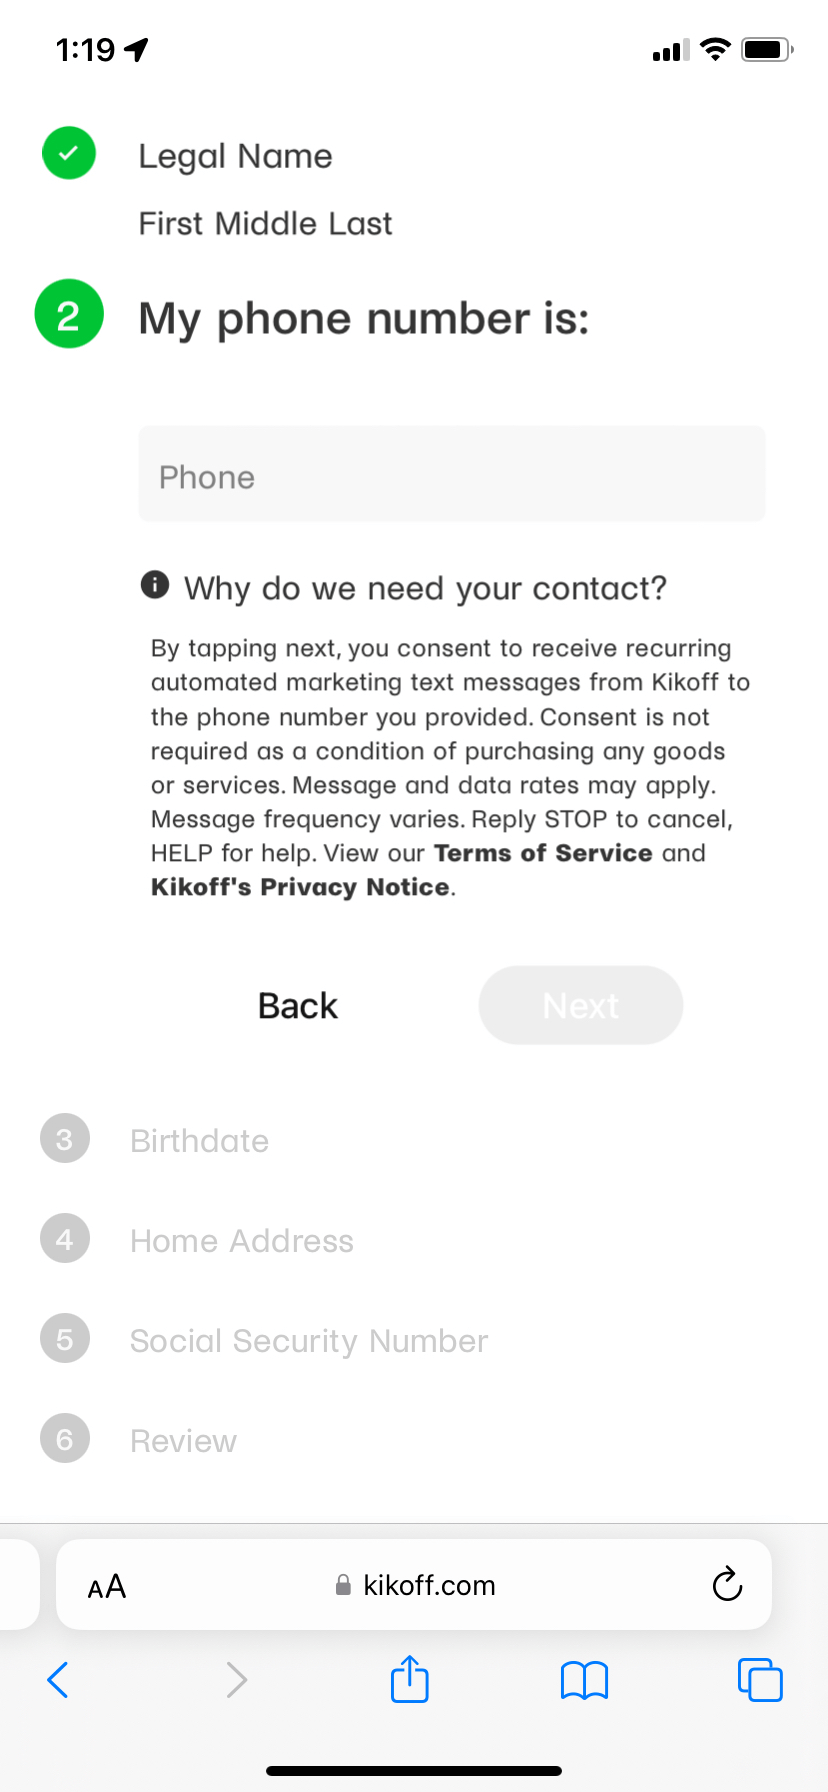 1:19
Legal Name
First Middle Last
2 My phone number is:
Phone
Why do we need your contact?
By tapping next, you consent to receive recurring
automated marketing text messages from Kikoff to
the phone number you provided. Consent is not
required as a condition of purchasing any goods
or services. Message and data rates may apply.
Message frequency varies. Reply STOP to cancel,
HELP for help. View our Terms of Service and
Kikoff's Privacy Notice.
Back Next
3 Birthdate
4 Home Address
5 Social Security Number
6 Review
AA kikoff.com